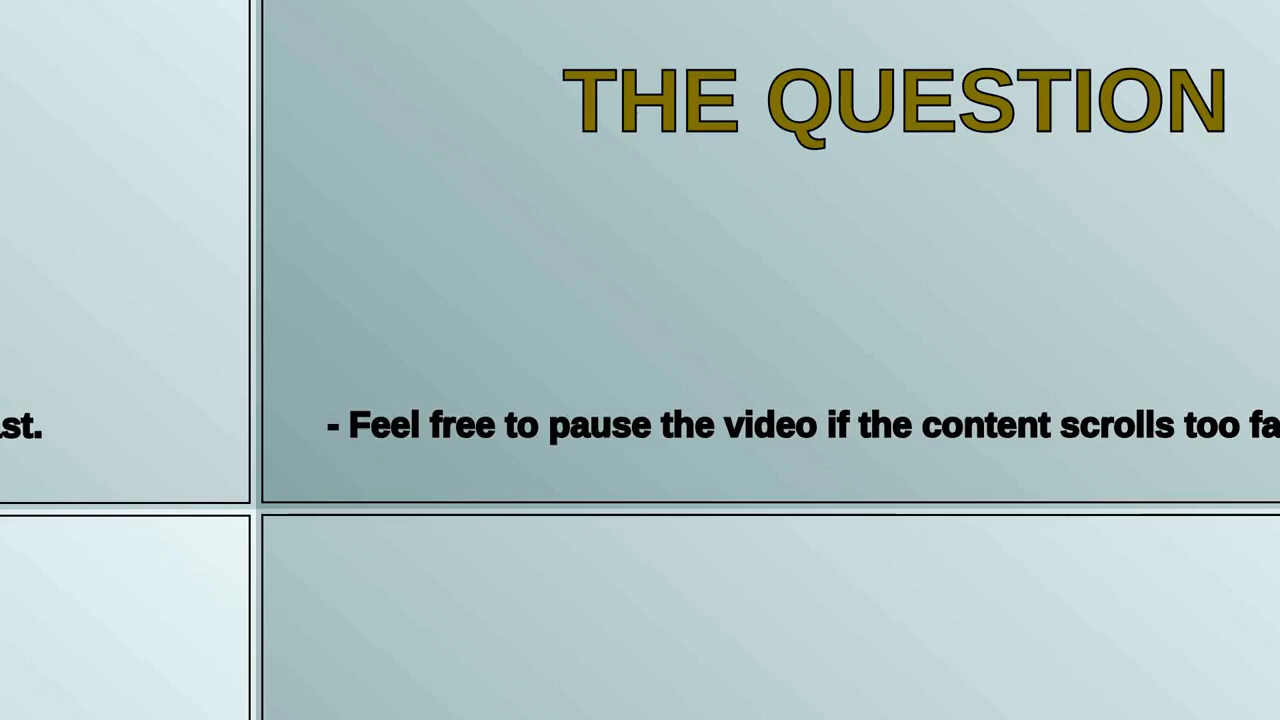 THE QUESTION
st.
- Feel free to pause the video if the content scrolls too fa